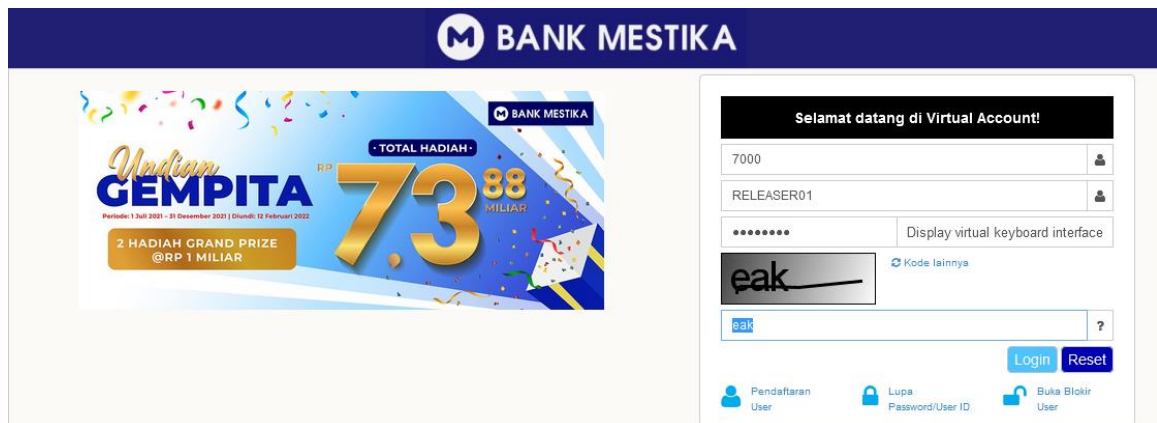 BANK MESTIKA
BANK MESTIKA
Undian
GEMPITA
Periode: 1 Juli 2021 - 31 Desember 2021 | Diundi: 12 Februari 2022
2 HADIAH GRAND PRIZE
@RP 1 MILIAR
• TOTAL HADIAH •
RP 73 88
MILIAR
Selamat datang di Virtual Account!
7000
RELEASER01
•••••••• Display virtual keyboard interface
eak Kode lainnya
eak ?
Login Reset
Pendaftaran
User
Lupa
Password/User ID
Buka Blokir
User